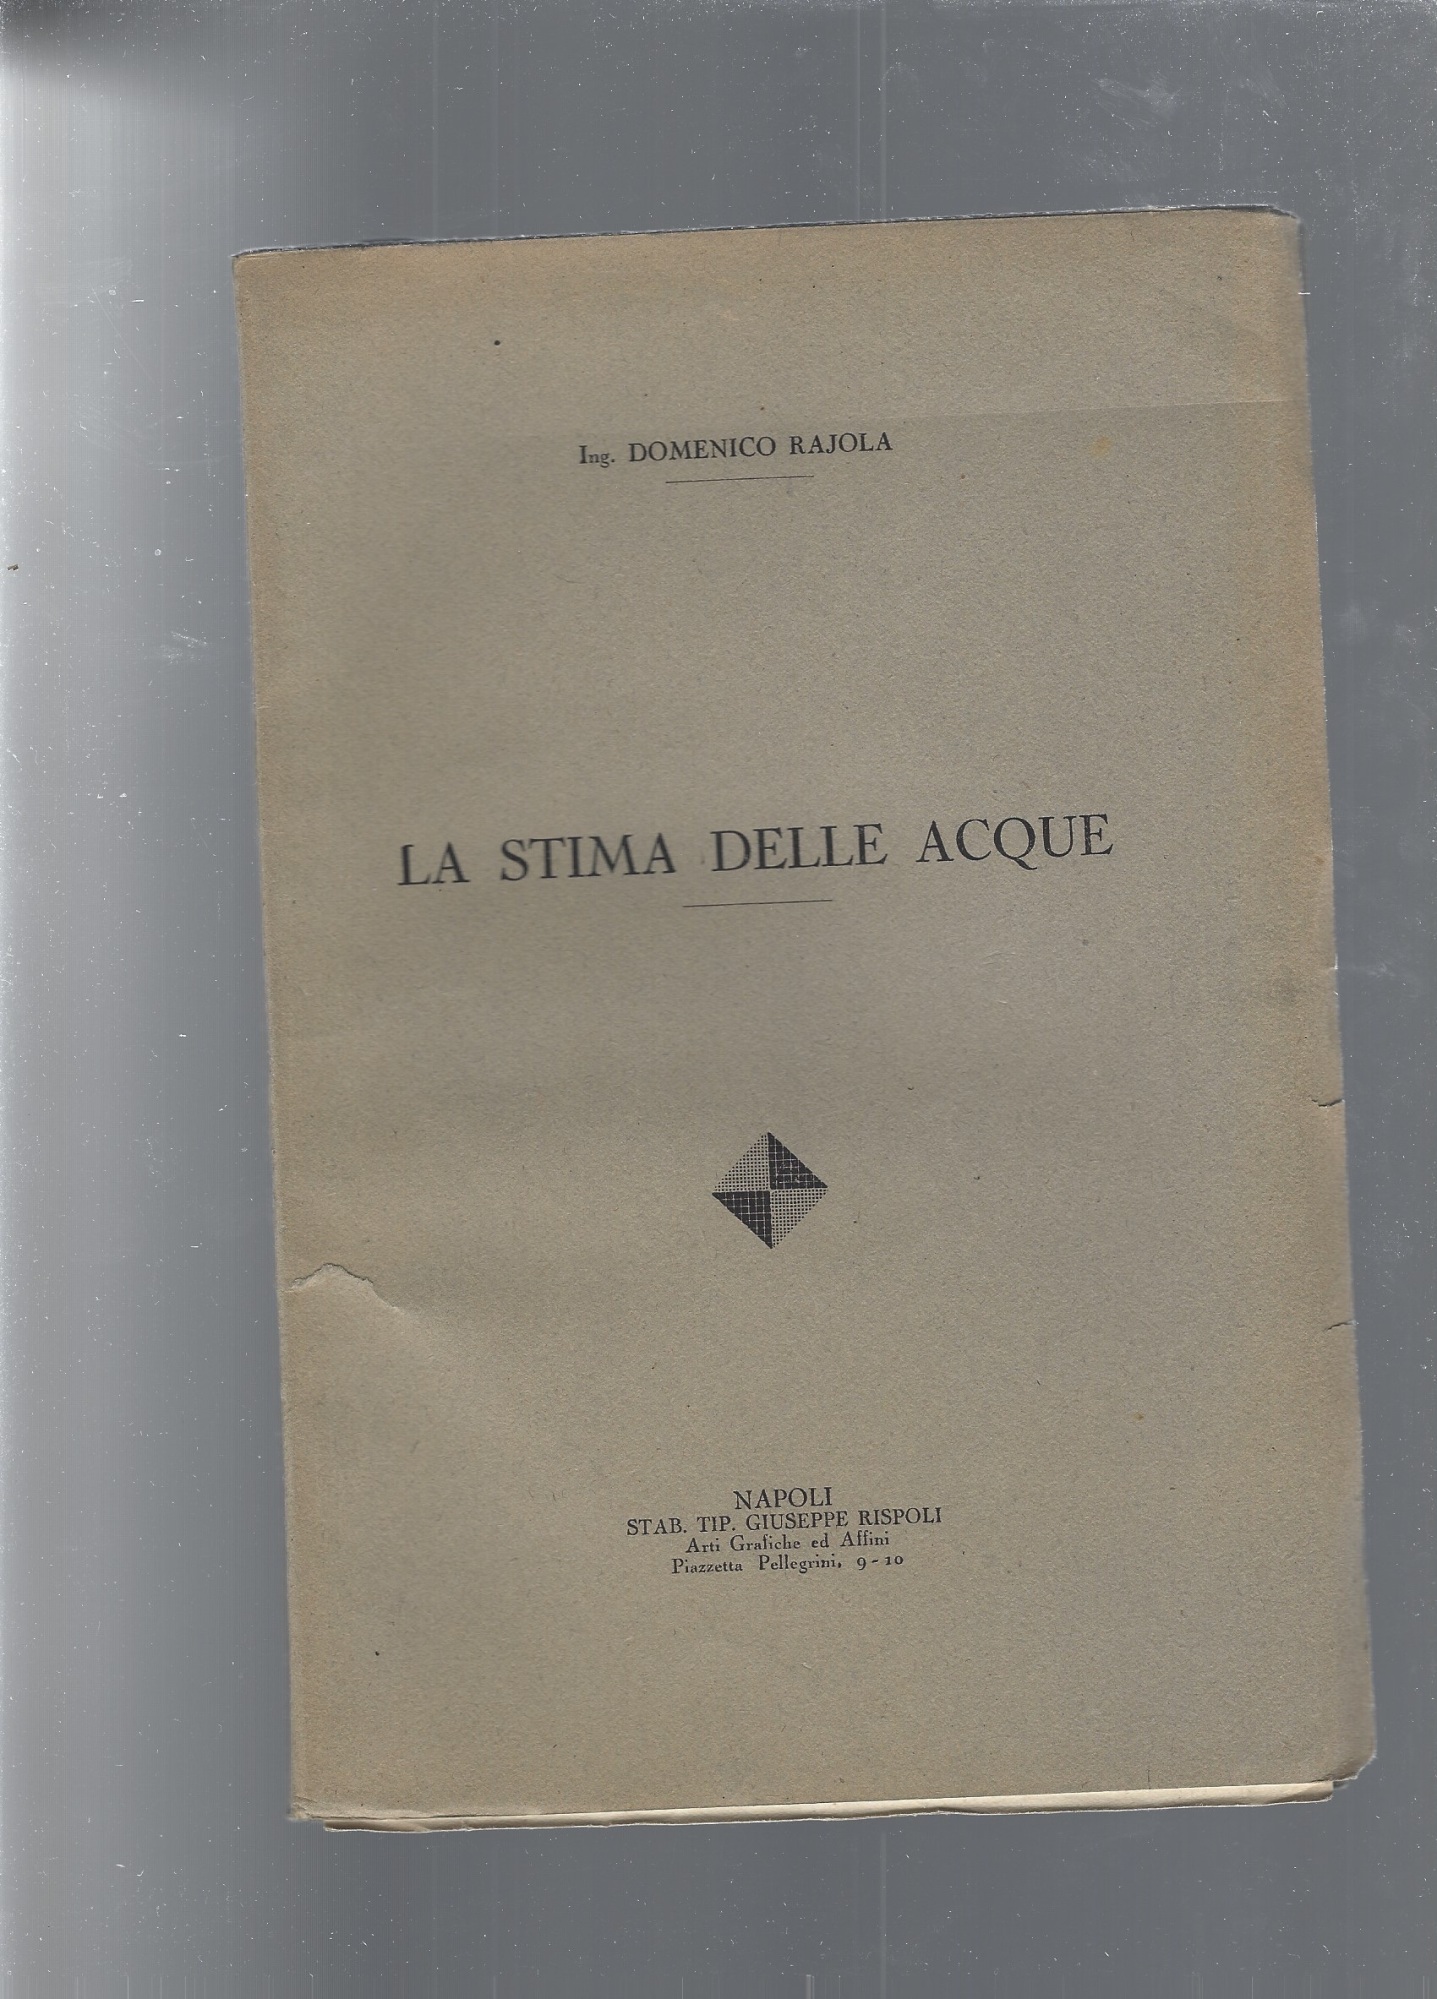 Ing. DOMENICO RAJOLA
LA STIMA DELLE ACQUE
NAPOLI
STAB. TIP. GIUSEPPE RISPOLI
Arti Grafiche ed Affini
Piazzetta Pellegrini, 9-10